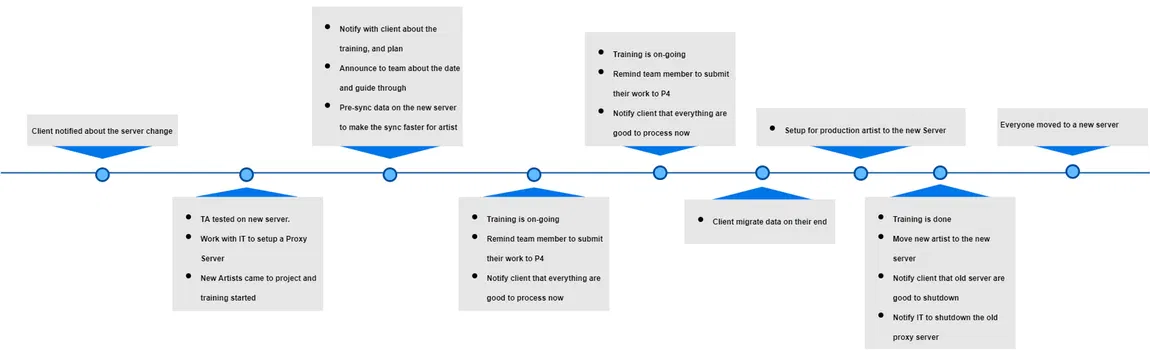 Client notified about the server change
● TA tested on new server.
● Work with IT to setup a Proxy
Server
● New Artists came to project and
training started
● Notify with client about the
training, and plan
● Announce to team about the date
and guide through
● Pre-sync data on the new server
to make the sync faster for artist
● Training is on-going
● Remind team member to submit
their work to P4
● Notify client that everything are
good to process now
● Training is on-going
● Remind team member to submit
their work to P4
● Notify client that everything are
good to process now
● Client migrate data on their end
● Setup for production artist to the new Server
● Training is done
● Move new artist to the new
server
● Notify client that old server are
good to shutdown
● Notify IT to shutdown the old
proxy server
Everyone moved to a new server